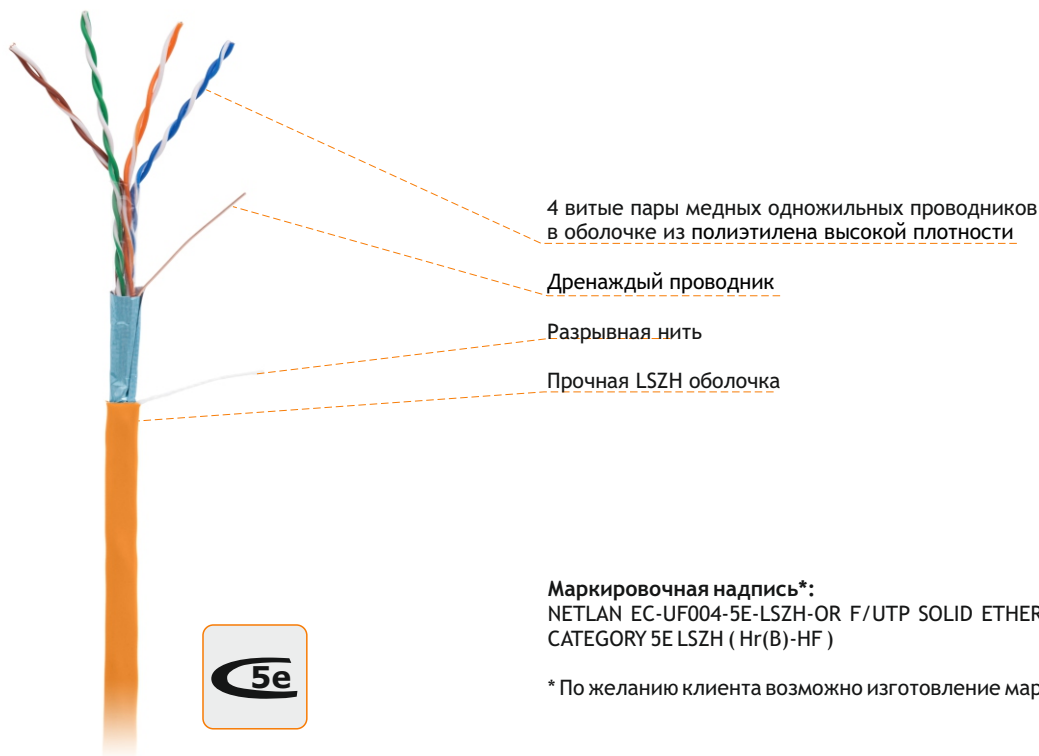 4 витые пары медных одножильных проводников
в оболочке из полиэтилена высокой плотности
Дренаждый проводник
Разрывная нить
Прочная LSZH оболочка
Маркировочная надпись*:
NETLAN EC-UF004-5E-LSZH-OR F/UTP SOLID ETHER
CATEGORY 5E LSZH ( Hr(B)-HF )
* По желанию клиента возможно изготовление мар
5e